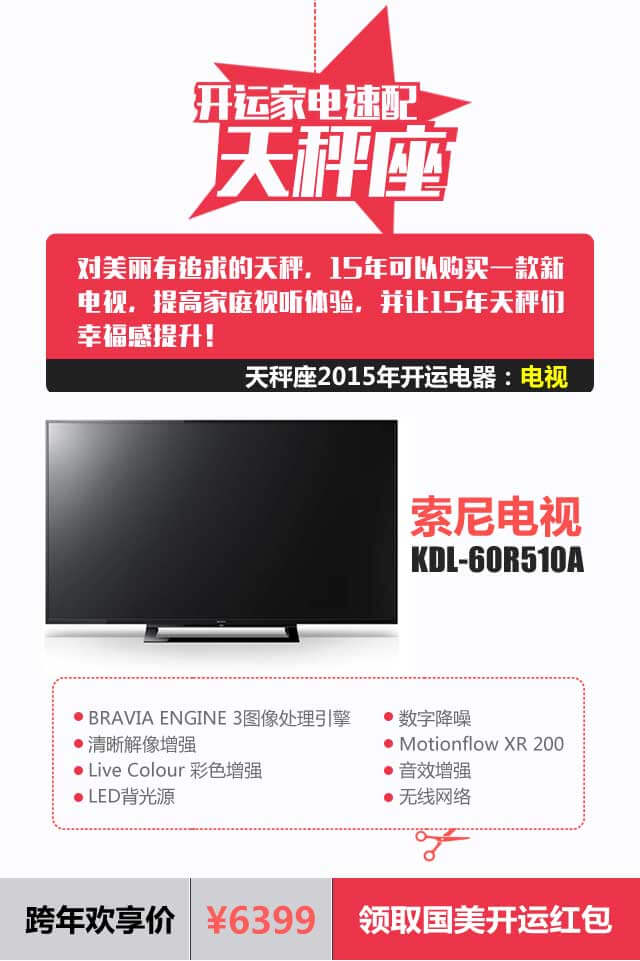 开运家电速配
天秤座
对美丽有追求的天秤，15年可以购买一款新
电视，提高家庭视听体验，并让15年天秤们
幸福感提升！
天秤座2015年开运电器：电视
索尼电视
KDL-60R510A
BRAVIA ENGINE 3图像处理引擎
清晰解像增强
Live Colour 彩色增强
LED背光源
数字降噪
Motionflow XR 200
音效增强
无线网络
跨年欢享价
¥6399
领取国美开运红包